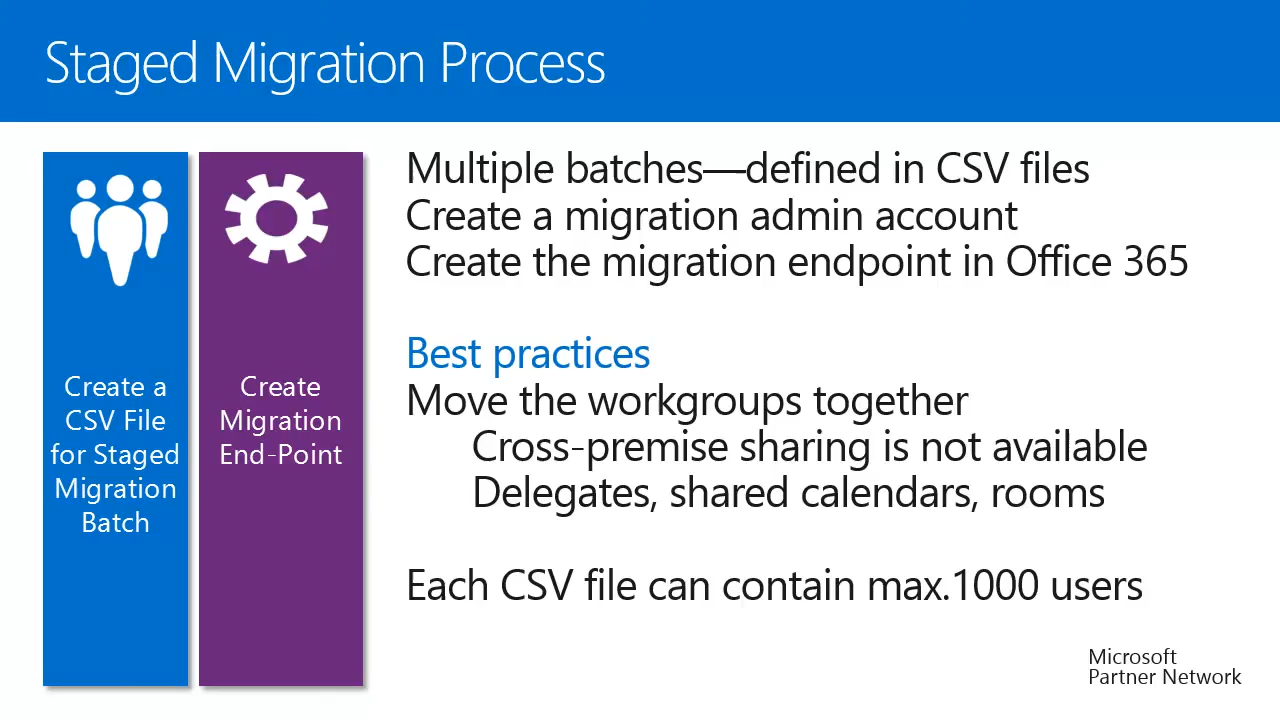 Staged Migration Process
Create a
CSV File
for Staged
Migration
Batch
Create
Migration
End-Point
Multiple batches—defined in CSV files
Create a migration admin account
Create the migration endpoint in Office 365
Best practices
Move the workgroups together
Cross-premise sharing is not available
Delegates, shared calendars, rooms
Each CSV file can contain max.1000 users
Microsoft
Partner Network